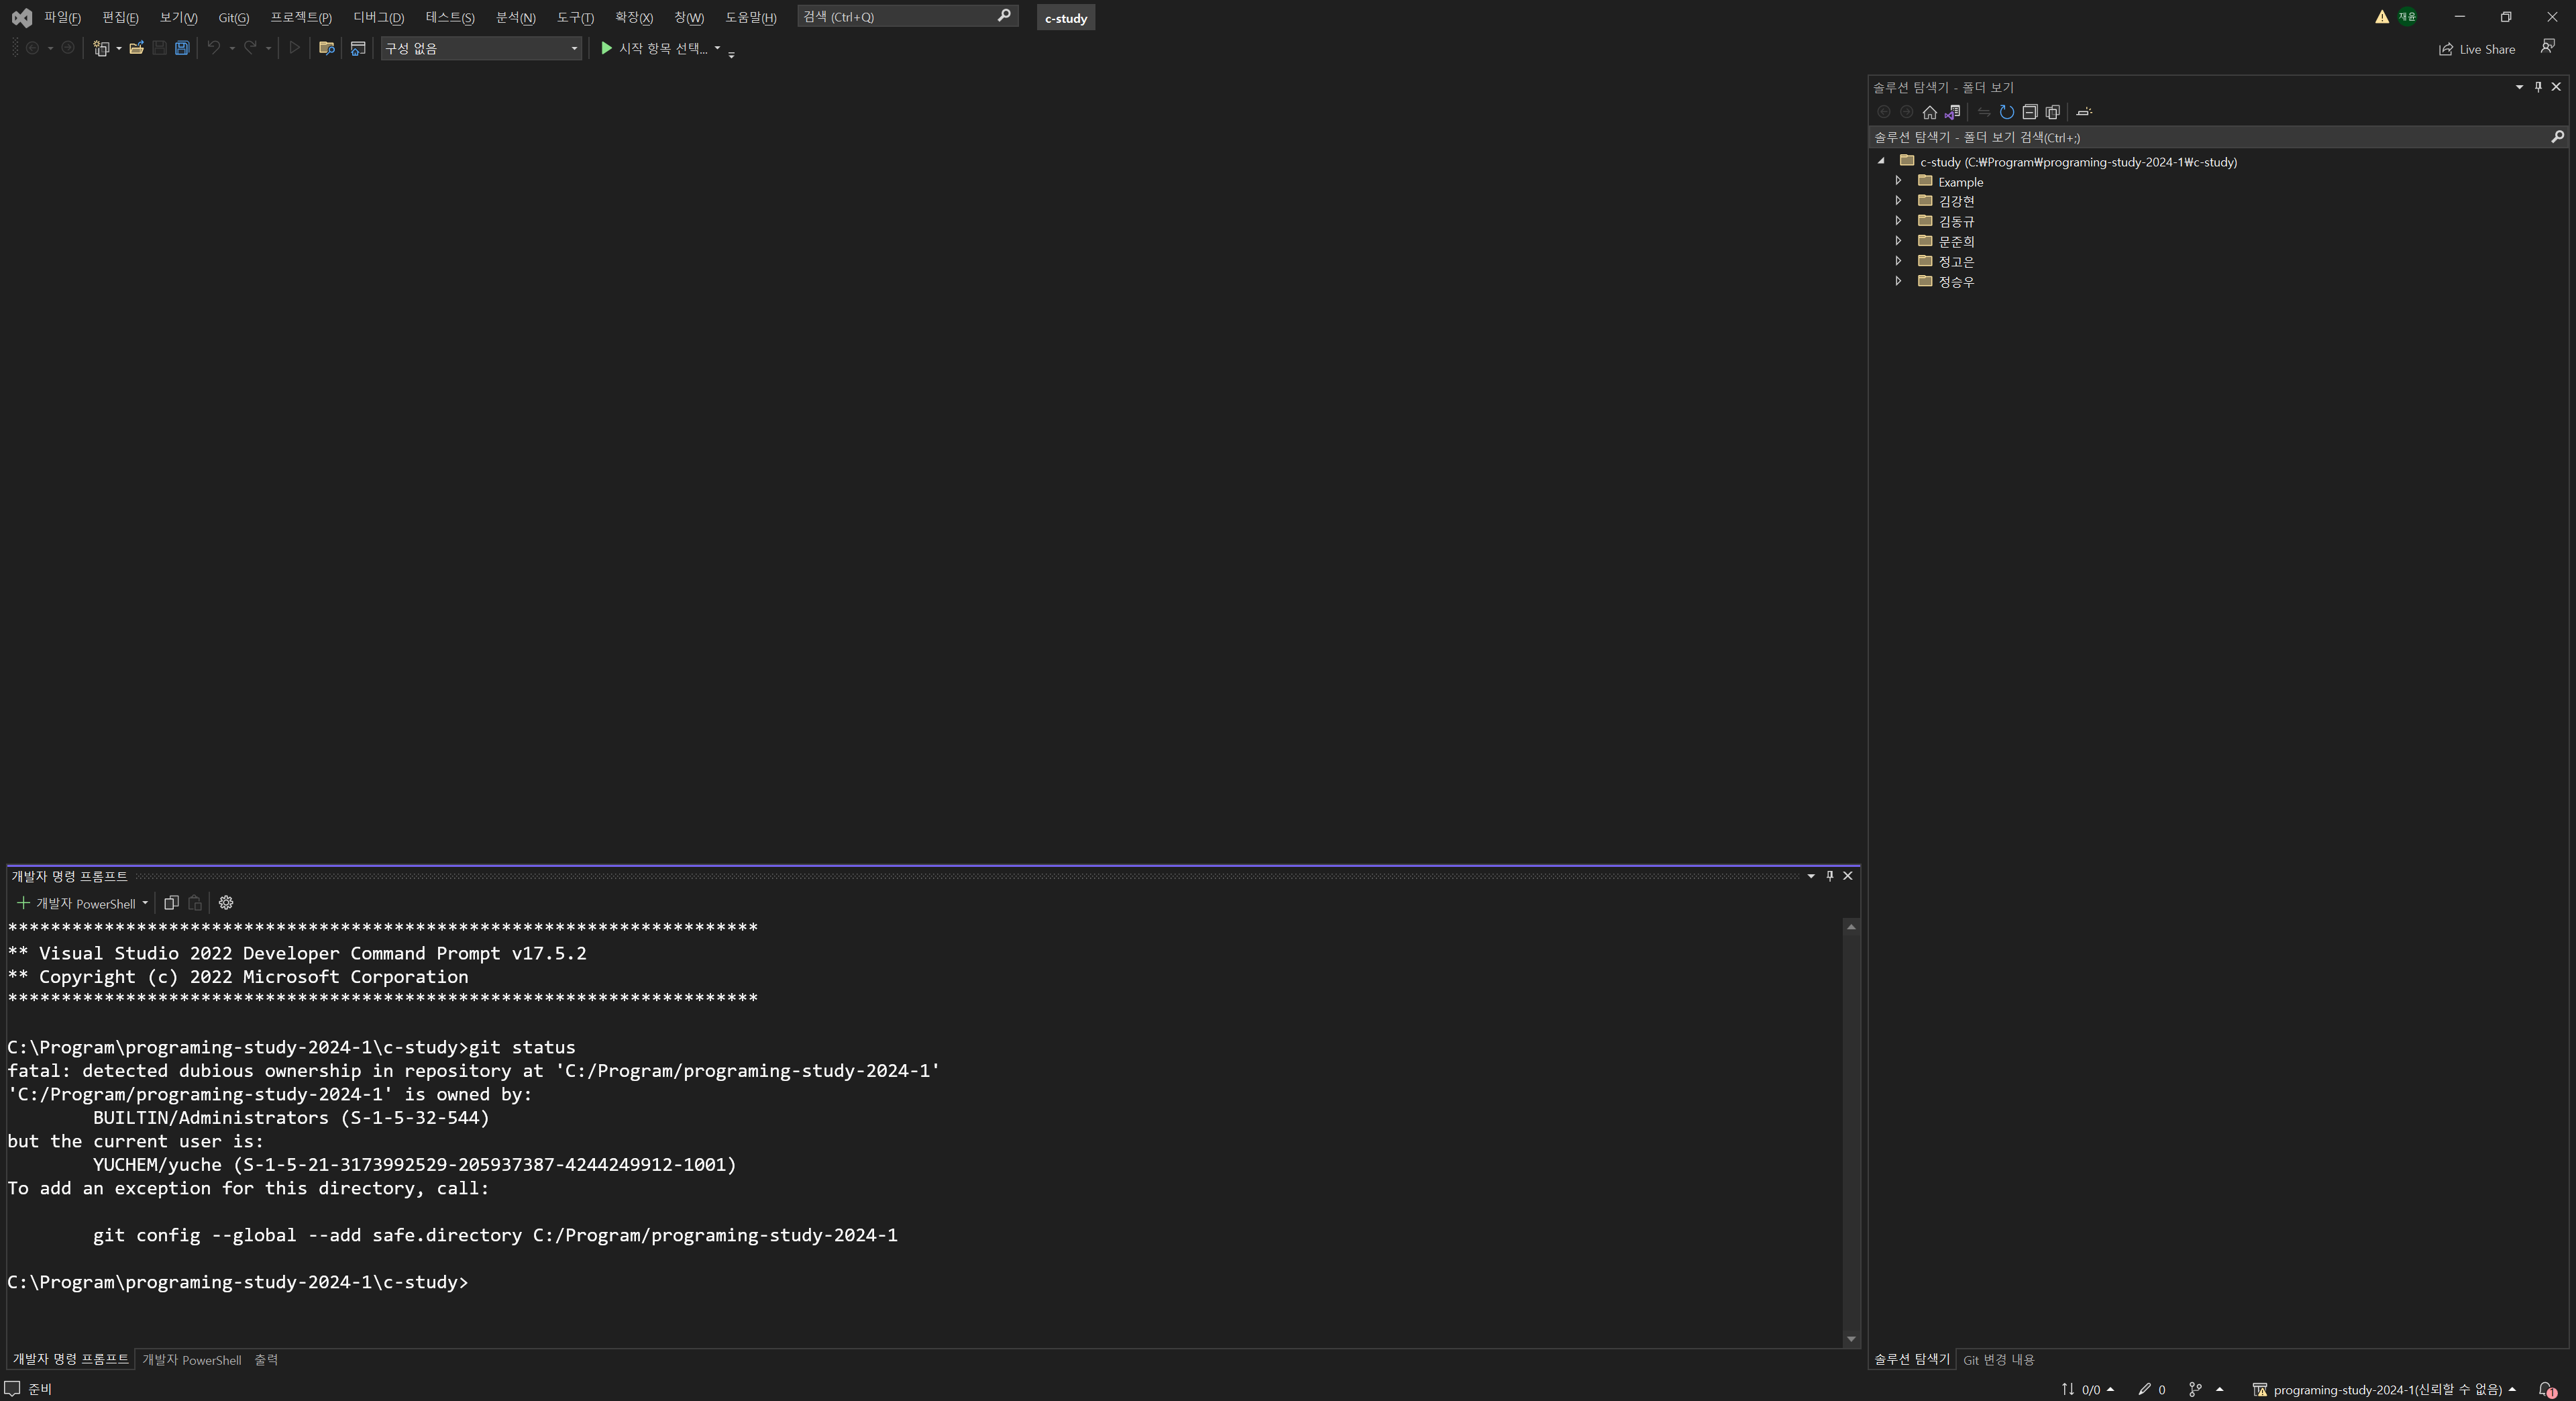 파일(F) 편집(E) 보기(V) Git(G) 프로젝트(P) 디버그(D) 테스트(S) 분석(N) 도구(T) 확장(X) 창(W) 도움말(H) 검색 (Ctrl+Q) c-study 재윤
구성 없음 시작 항목 선택... Live Share
솔루션 탐색기 - 폴더 보기
솔루션 탐색기 - 폴더 보기 검색(Ctrl+;)
c-study (C:₩Program₩programing-study-2024-1₩c-study)
Example
김강현
김동규
문준희
정고은
정승우
개발자 명령 프롬프트
개발자 PowerShell
**********************************************************************
** Visual Studio 2022 Developer Command Prompt v17.5.2
** Copyright (c) 2022 Microsoft Corporation
**********************************************************************
C:\Program\programing-study-2024-1\c-study>git status
fatal: detected dubious ownership in repository at 'C:/Program/programing-study-2024-1'
'C:/Program/programing-study-2024-1' is owned by:
BUILTIN/Administrators (S-1-5-32-544)
but the current user is:
YUCHEM/yuche (S-1-5-21-3173992529-205937387-4244249912-1001)
To add an exception for this directory, call:
git config --global --add safe.directory C:/Program/programing-study-2024-1
C:\Program\programing-study-2024-1\c-study>
개발자 명령 프롬프트 개발자 PowerShell 출력
솔루션 탐색기 Git 변경 내용
준비 0/0 0 programing-study-2024-1(신뢰할 수 없음) 1